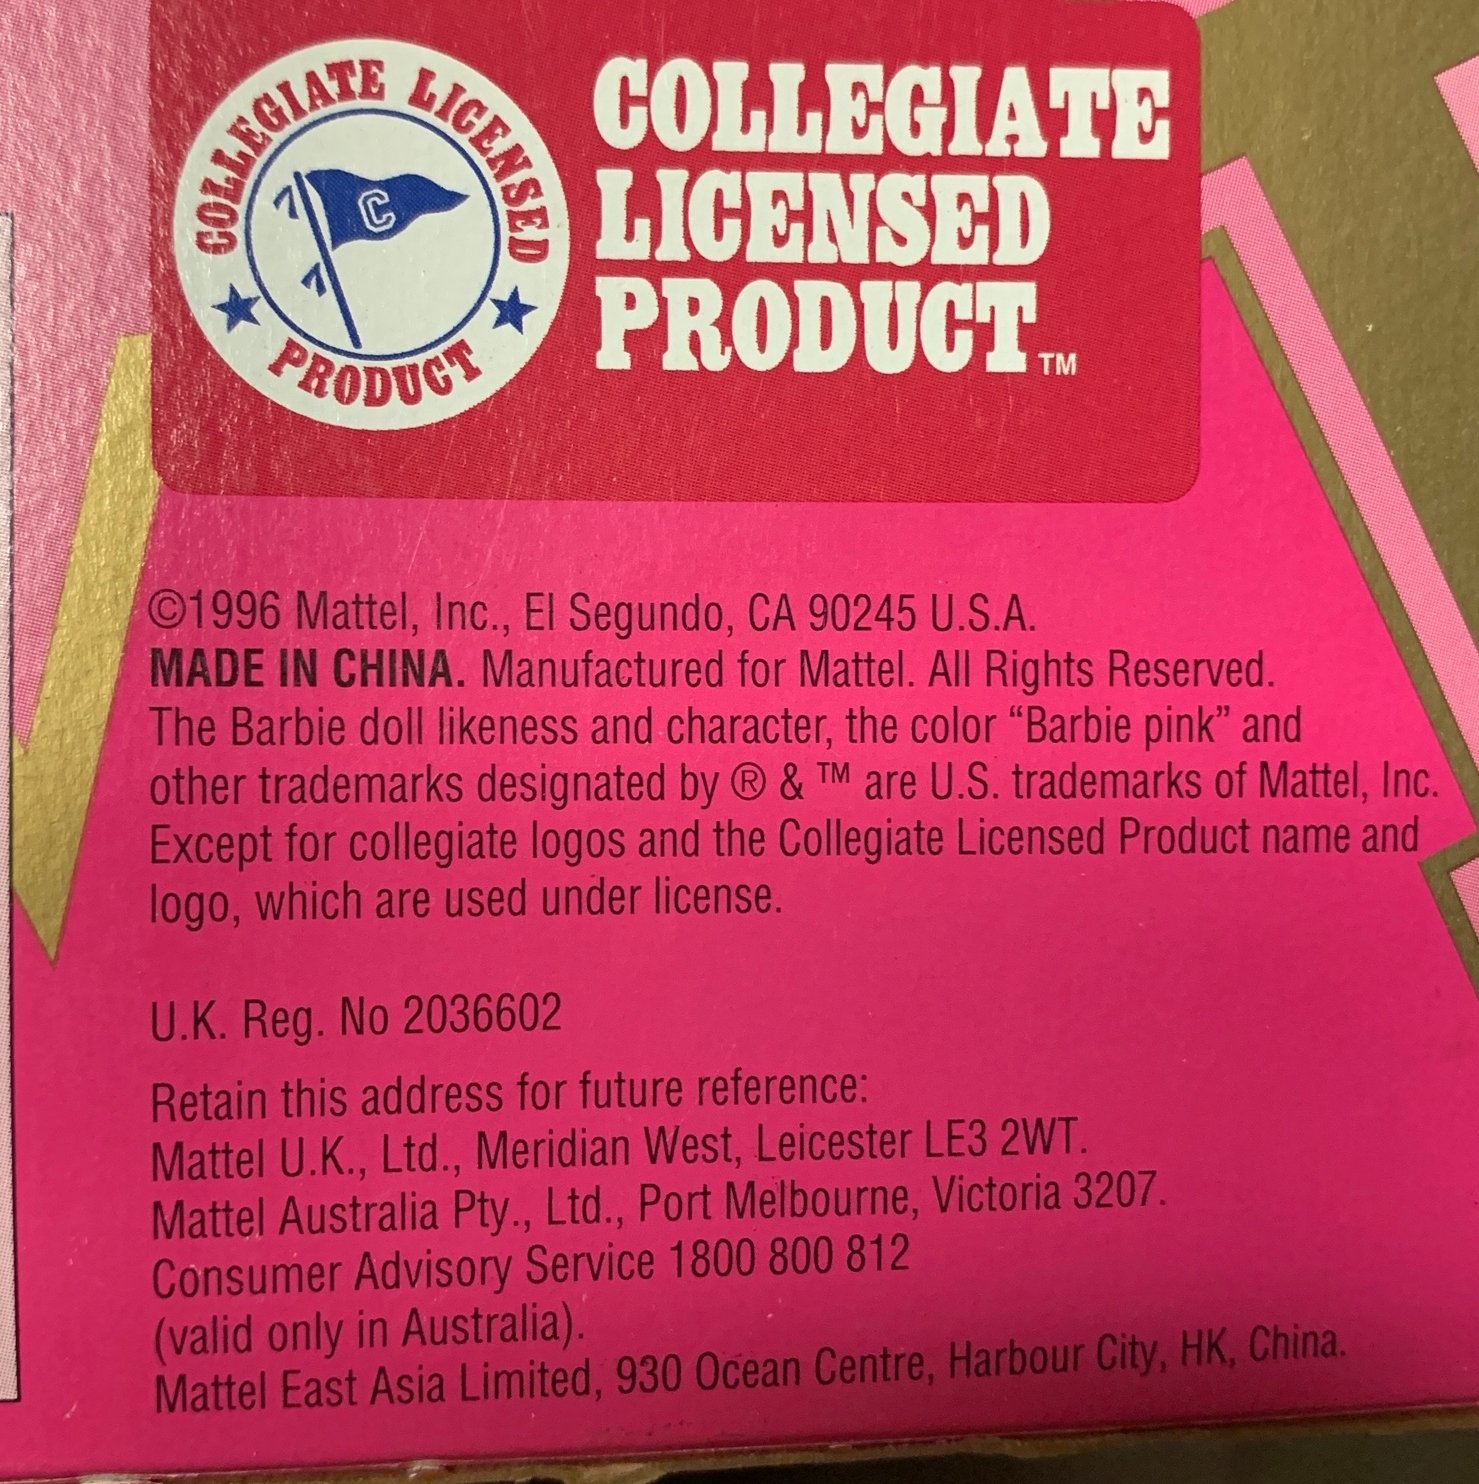 COLLEGIATE LICENSED
PRODUCT
C
COLLEGIATE
LICENSED
PRODUCT™
©1996 Mattel, Inc., El Segundo, CA 90245 U.S.A.
MADE IN CHINA. Manufactured for Mattel. All Rights Reserved.
The Barbie doll likeness and character, the color “Barbie pink” and
other trademarks designated by ® & ™ are U.S. trademarks of Mattel, Inc.
Except for collegiate logos and the Collegiate Licensed Product name and
logo, which are used under license.
U.K. Reg. No 2036602
Retain this address for future reference:
Mattel U.K., Ltd., Meridian West, Leicester LE3 2WT.
Mattel Australia Pty., Ltd., Port Melbourne, Victoria 3207.
Consumer Advisory Service 1800 800 812
(valid only in Australia).
Mattel East Asia Limited, 930 Ocean Centre, Harbour City, HK, China.